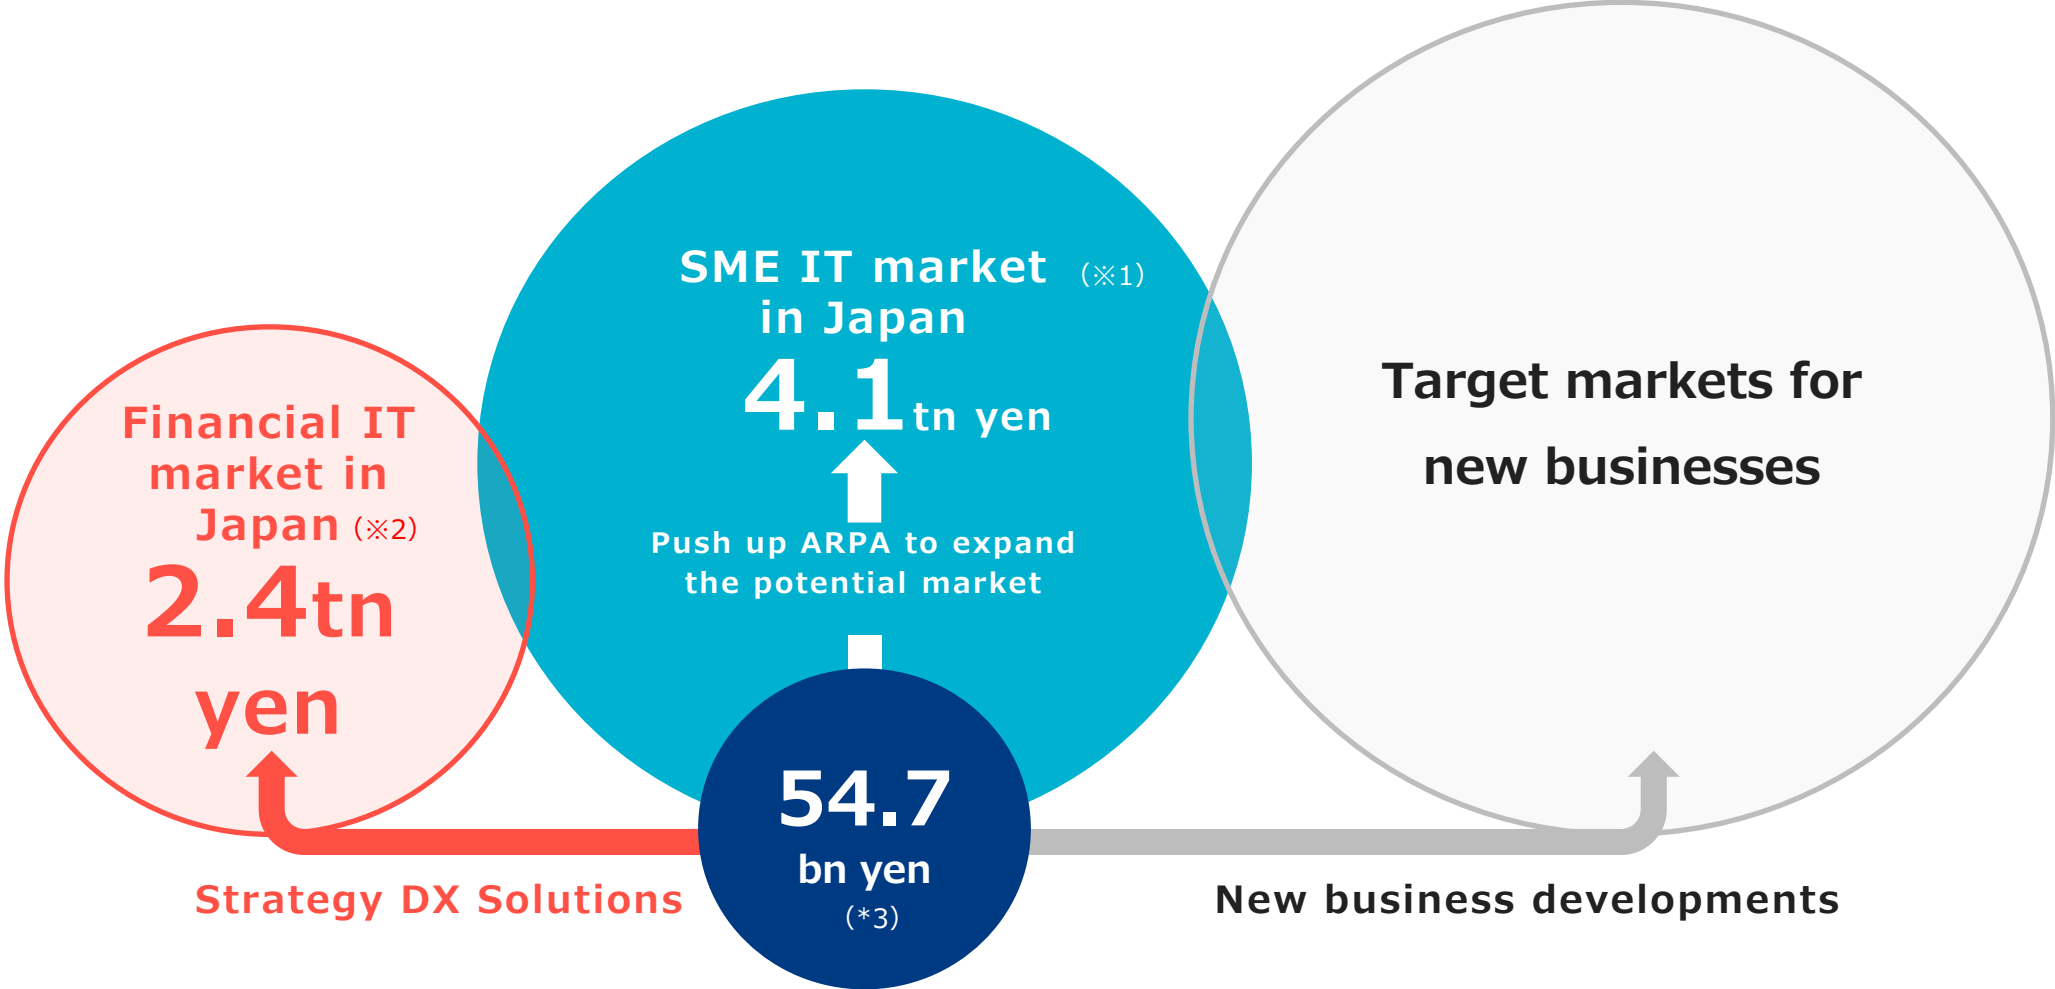 SME IT market (※1)
in Japan
4.1 tn yen
Push up ARPA to expand
the potential market
Financial IT
market in
Japan (※2)
2.4tn
yen
Target markets for
new businesses
54.7
bn yen
(*3)
Strategy DX Solutions
New business developments